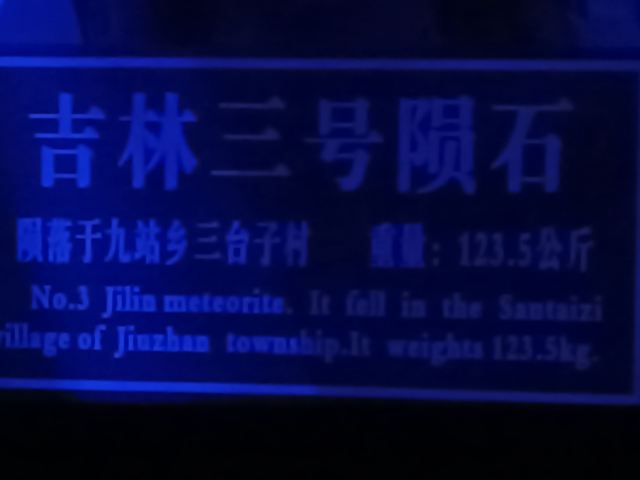 吉林三号陨石
陨落于九站乡三台子村 重量：123.5公斤
No.3 Jilin meteorite. It fell in the Santaizi
village of Jiuzhan township.It weights 123.5kg.